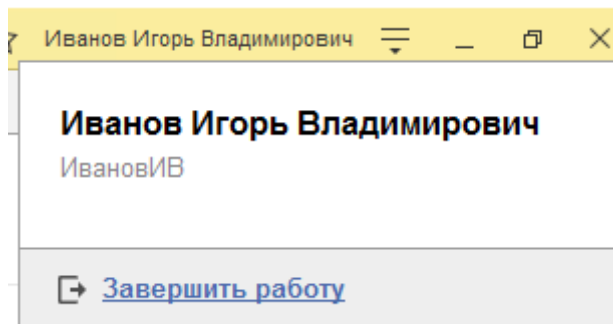 Иванов Игорь Владимирович
Иванов Игорь Владимирович
ИвановИВ
Завершить работу